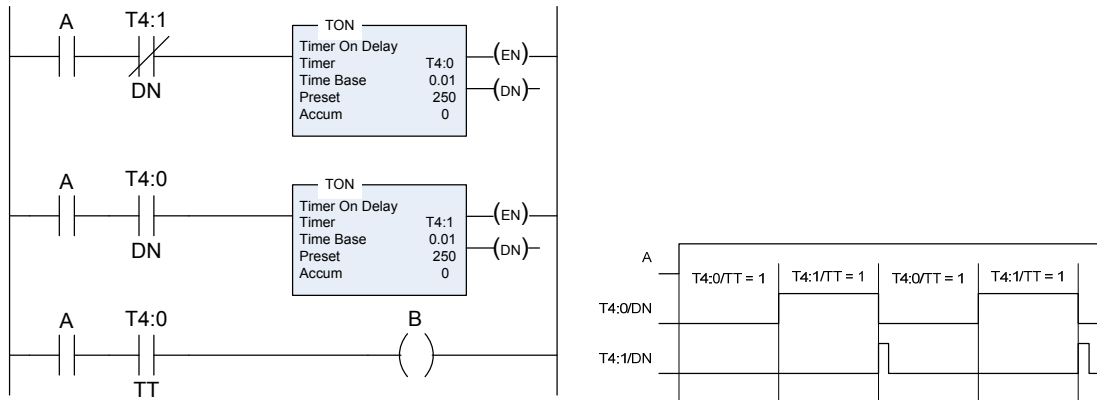 A T4:1
DN
TON
Timer On Delay
Timer T4:0
Time Base 0.01
Preset 250
Accum 0
(EN)
(DN)
A T4:0
DN
TON
Timer On Delay
Timer T4:1
Time Base 0.01
Preset 250
Accum 0
(EN)
(DN)
A T4:0
TT
B
A
T4:0/TT = 1 T4:1/TT = 1 T4:0/TT = 1 T4:1/TT = 1
T4:0/DN
T4:1/DN